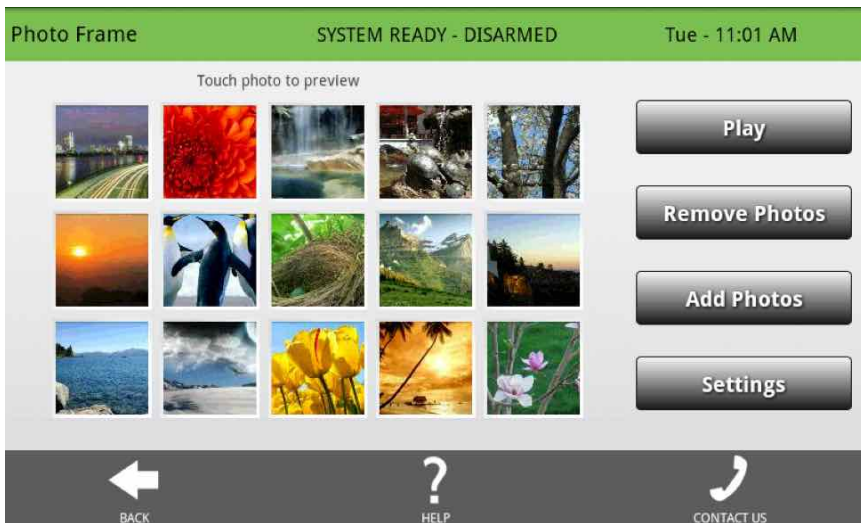 Photo Frame SYSTEM READY - DISARMED Tue - 11:01 AM
Touch photo to preview
Play
Remove Photos
Add Photos
Settings
BACK HELP CONTACT US